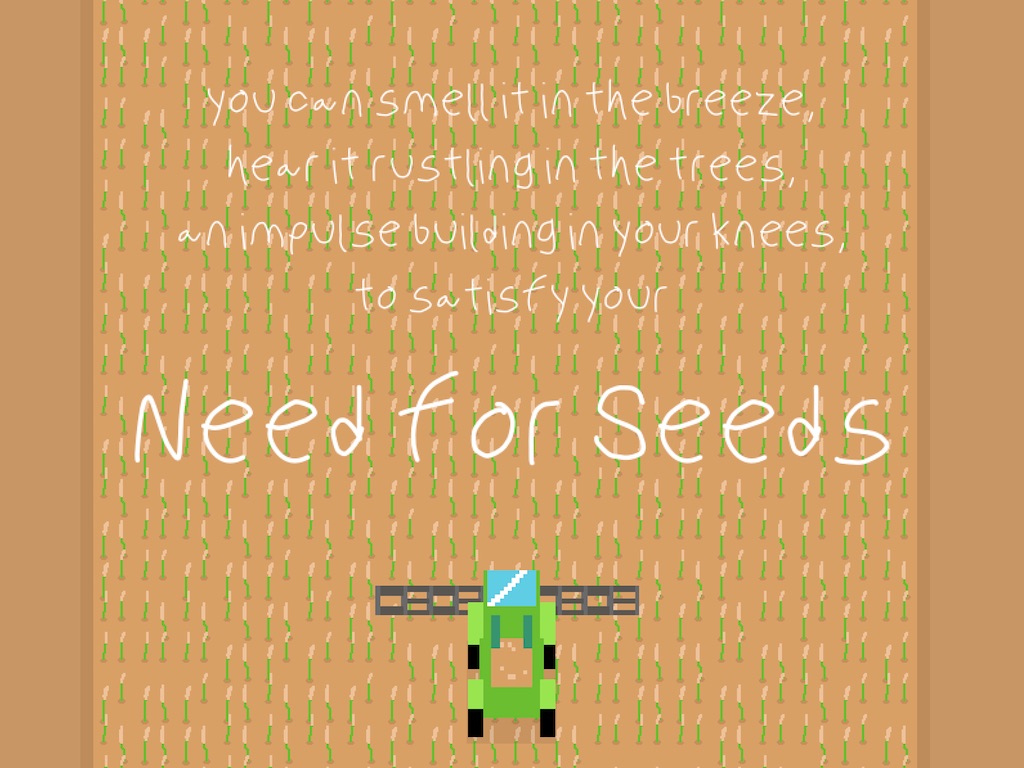 you can smell it in the breeze,
hear it rustling in the trees,
an impulse building in your knees,
to satisfy your
Need for Seeds